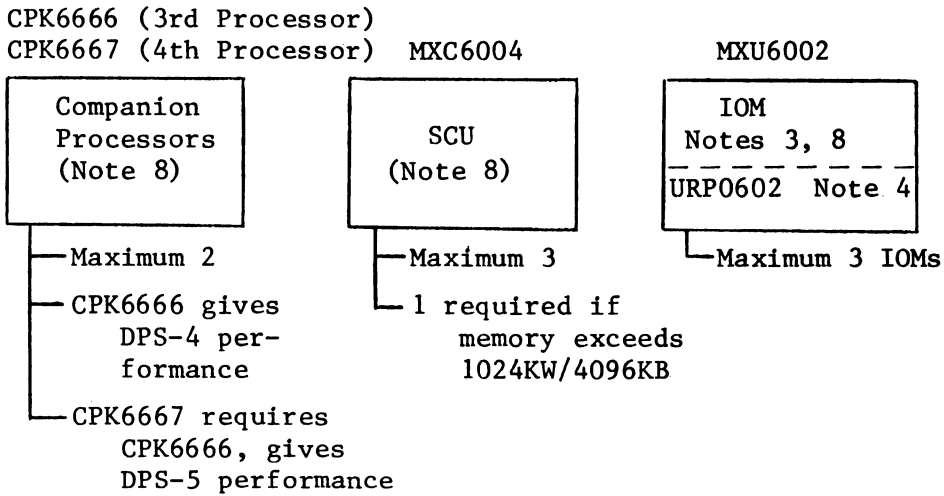 CPK6666 (3rd Processor)
CPK6667 (4th Processor)
MXC6004
MXU6002
Companion
Processors
(Note 8)
SCU
(Note 8)
IOM
Notes 3, 8
URP0602 Note 4
Maximum 2
CPK6666 gives
DPS-4 per-
formance
CPK6667 requires
CPK6666, gives
DPS-5 performance
Maximum 3
1 required if
memory exceeds
1024KW/4096KB
Maximum 3 IOMs